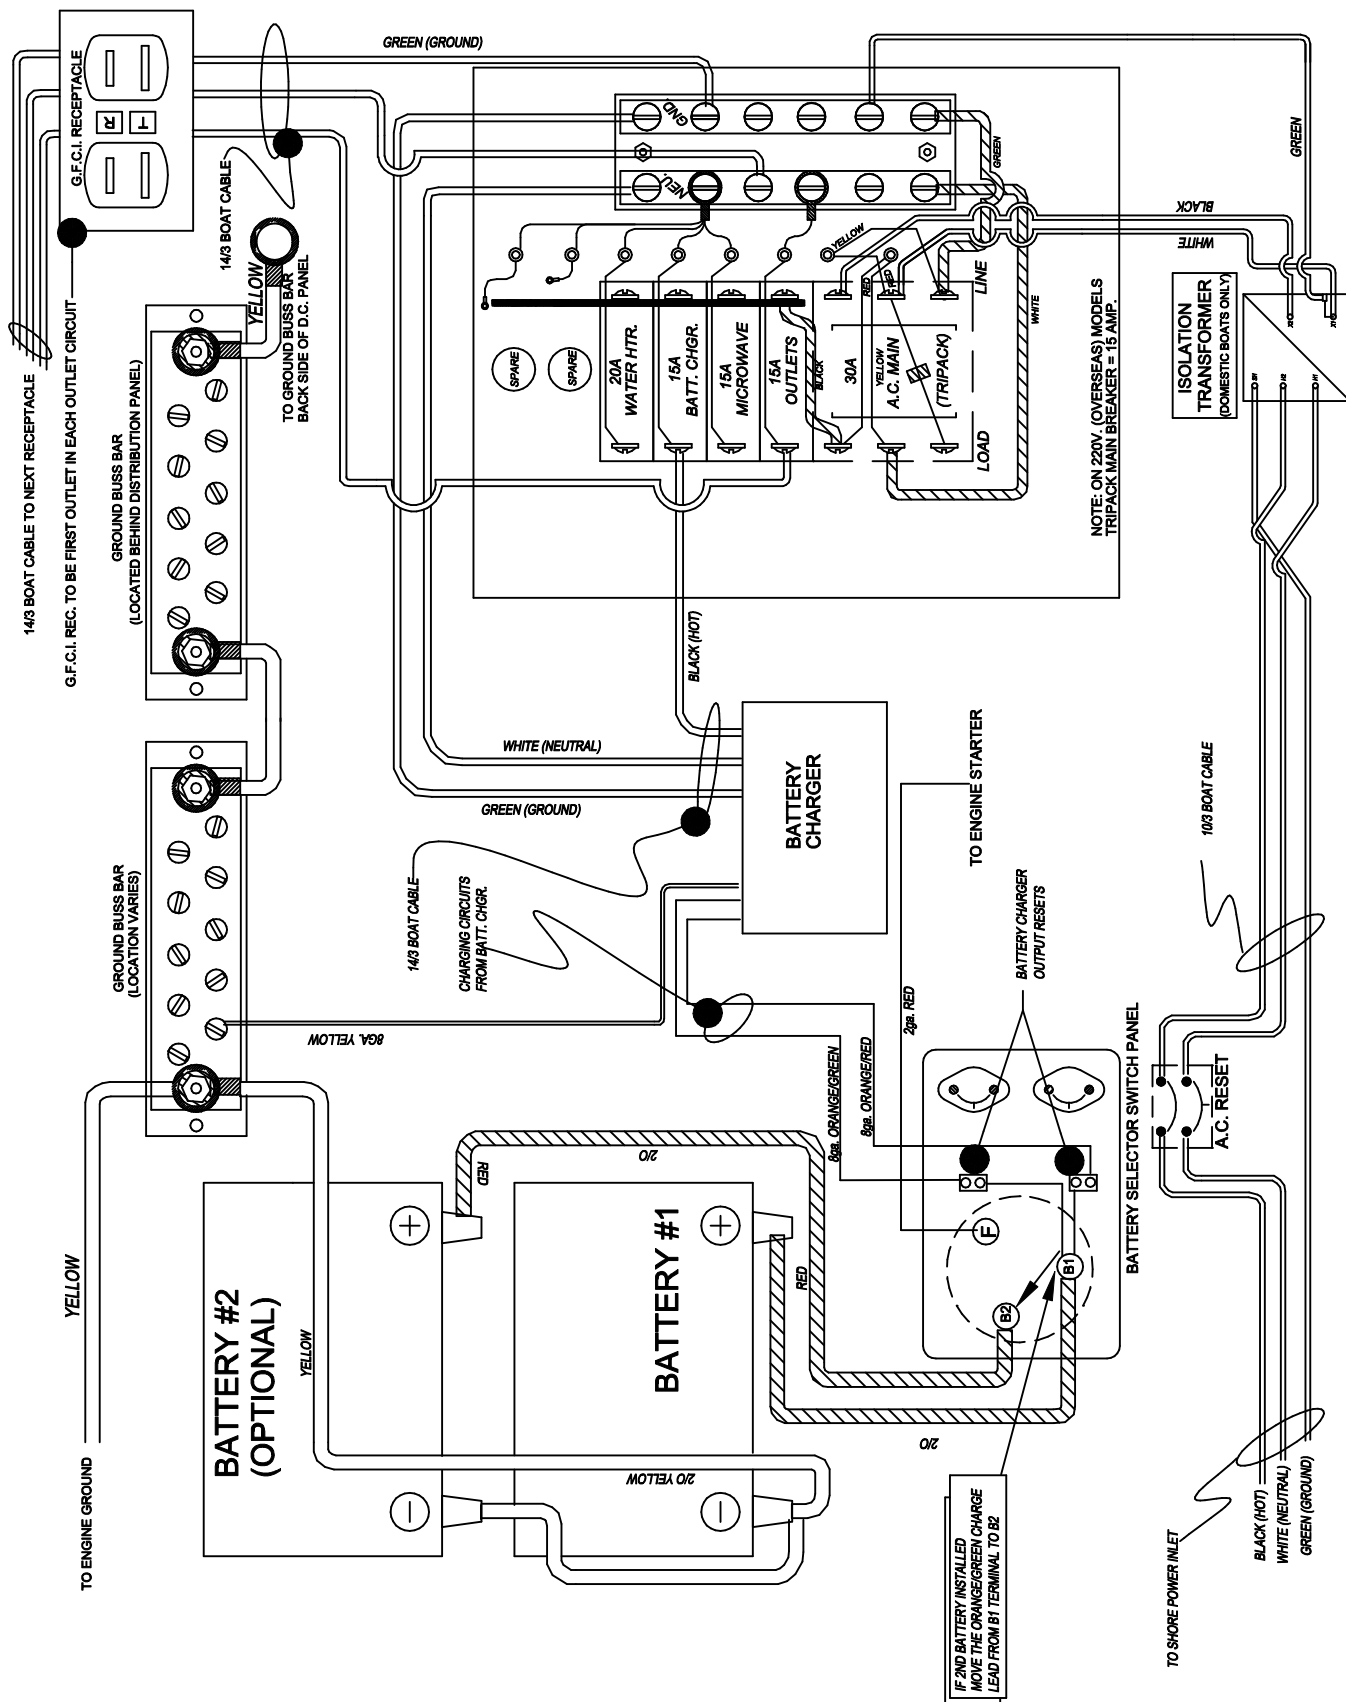 G.F.C.I. RECEPTACLE
R
T
14/3 BOAT CABLE TO NEXT RECEPTACLE
G.F.C.I. REC. TO BE FIRST OUTLET IN EACH OUTLET CIRCUIT
14/3 BOAT CABLE
YELLOW
TO GROUND BUSS BAR
BACK SIDE OF D.C. PANEL
GROUND BUSS BAR
(LOCATED BEHIND DISTRIBUTION PANEL)
GROUND BUSS BAR
(LOCATION VARIES)
8GA. YELLOW
YELLOW
TO ENGINE GROUND
GREEN (GROUND)
GND.
NEU.
GREEN
GREEN
BLACK
WHITE
YELLOW
RED
RED
LINE
WHITE
SPARE
SPARE
20A
WATER HTR.
15A
BATT. CHGR.
15A
MICROWAVE
15A
OUTLETS
BLACK
30A
YELLOW
A.C. MAIN
(TRIPACK)
LOAD
NOTE: ON 220V. (OVERSEAS) MODELS
TRIPACK MAIN BREAKER = 15 AMP.
ISOLATION
TRANSFORMER
(DOMESTIC BOATS ONLY)
H2
H1
BLACK (HOT)
WHITE (NEUTRAL)
GREEN (GROUND)
14/3 BOAT CABLE
CHARGING CIRCUITS
FROM BATT. CHGR.
BATTERY
CHARGER
TO ENGINE STARTER
BATTERY CHARGER
OUTPUT RESETS
2ga. RED
8ga. ORANGE/GREEN
8ga. ORANGE/RED
10/3 BOAT CABLE
BATTERY SELECTOR SWITCH PANEL
A.C. RESET
F
B1
B2
BATTERY #2
(OPTIONAL)
BATTERY #1
+
+
−
−
RED
2/O
RED
2/O
YELLOW
2/O YELLOW
IF 2ND BATTERY INSTALLED
MOVE THE ORANGE/GREEN CHARGE
LEAD FROM B1 TERMINAL TO B2
TO SHORE POWER INLET
BLACK (HOT)
WHITE (NEUTRAL)
GREEN (GROUND)